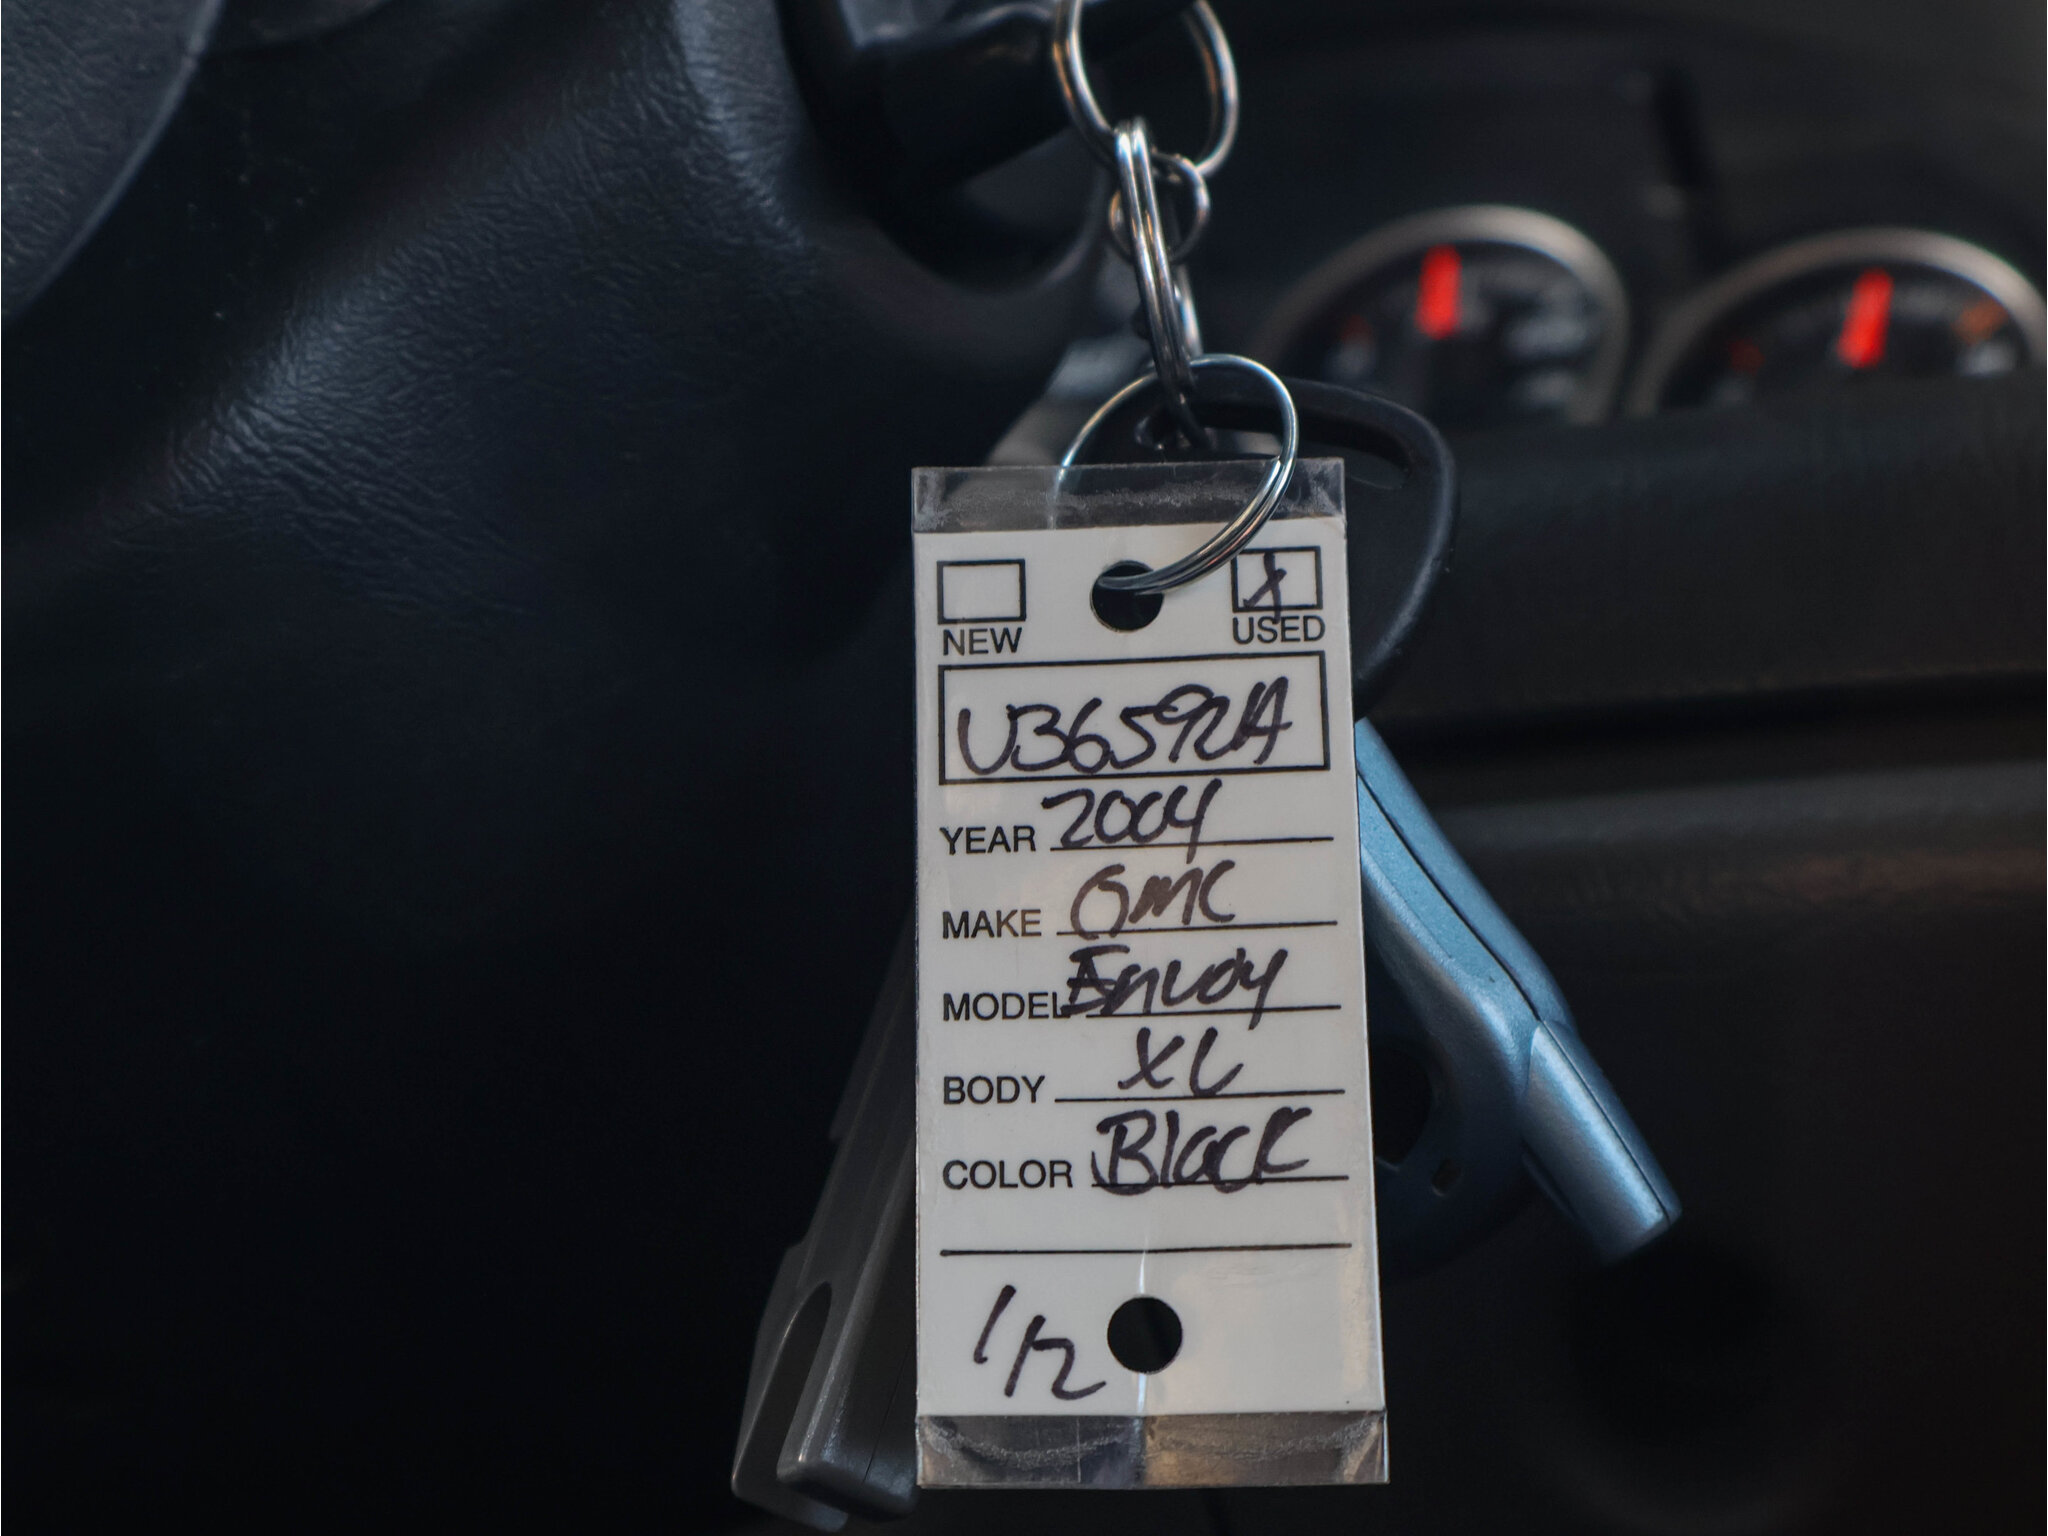 X
NEW USED
U36592A
YEAR 2004
MAKE GMC
MODEL Envoy
BODY XL
COLOR Black
1/2